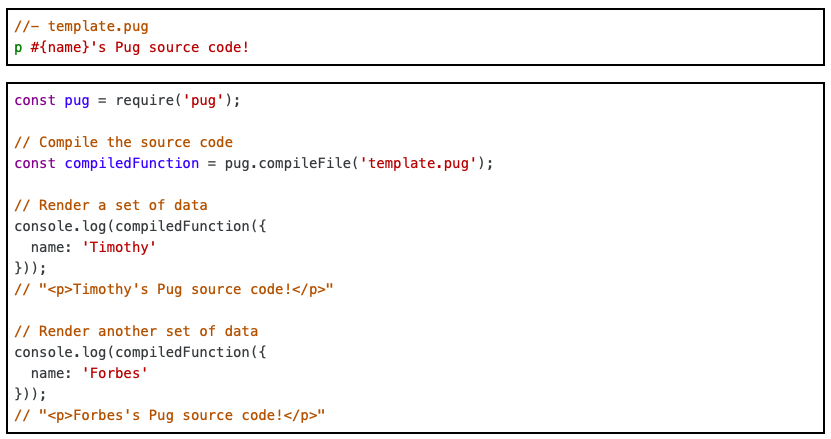 //- template.pug
p #{name}'s Pug source code!
const pug = require('pug');
// Compile the source code
const compiledFunction = pug.compileFile('template.pug');
// Render a set of data
console.log(compiledFunction({
  name: 'Timothy'
}));
// "<p>Timothy's Pug source code!</p>"
// Render another set of data
console.log(compiledFunction({
  name: 'Forbes'
}));
// "<p>Forbes's Pug source code!</p>"